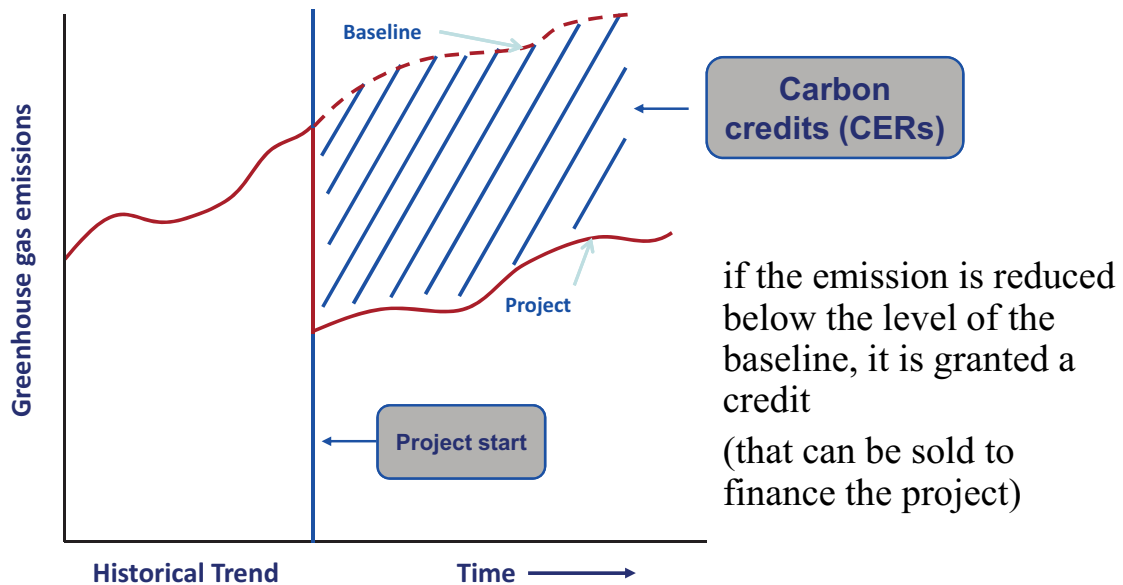 Greenhouse gas emissions
Baseline
Carbon
credits (CERs)
Project
Project start
Historical Trend
Time
if the emission is reduced
below the level of the
baseline, it is granted a
credit
(that can be sold to
finance the project)